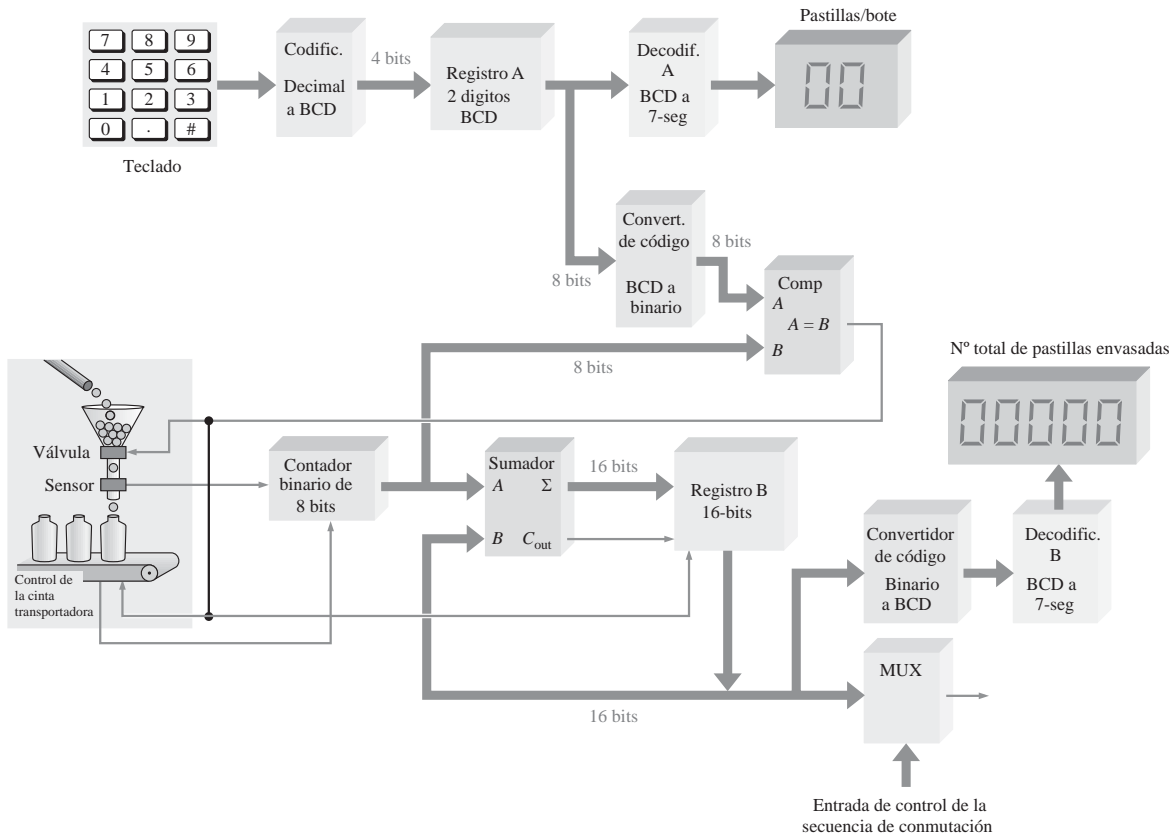 Pastillas/bote
00
7 8 9
4 5 6
1 2 3
0 . #
Teclado
Codific.
Decimal
a BCD
4 bits
Registro A
2 digitos
BCD
Decodif.
A
BCD a
7-seg
8 bits
Convert.
de código
BCD a
binario
8 bits
Comp
A
A = B
B
8 bits
Nº total de pastillas envasadas
00000
Válvula
Sensor
Control de
la cinta
transportadora
Contador
binario de
8 bits
Sumador
A Σ
B Cout
16 bits
Registro B
16-bits
Convertidor
de código
Binario
a BCD
Decodific.
B
BCD a
7-seg
MUX
16 bits
Entrada de control de la
secuencia de conmutación